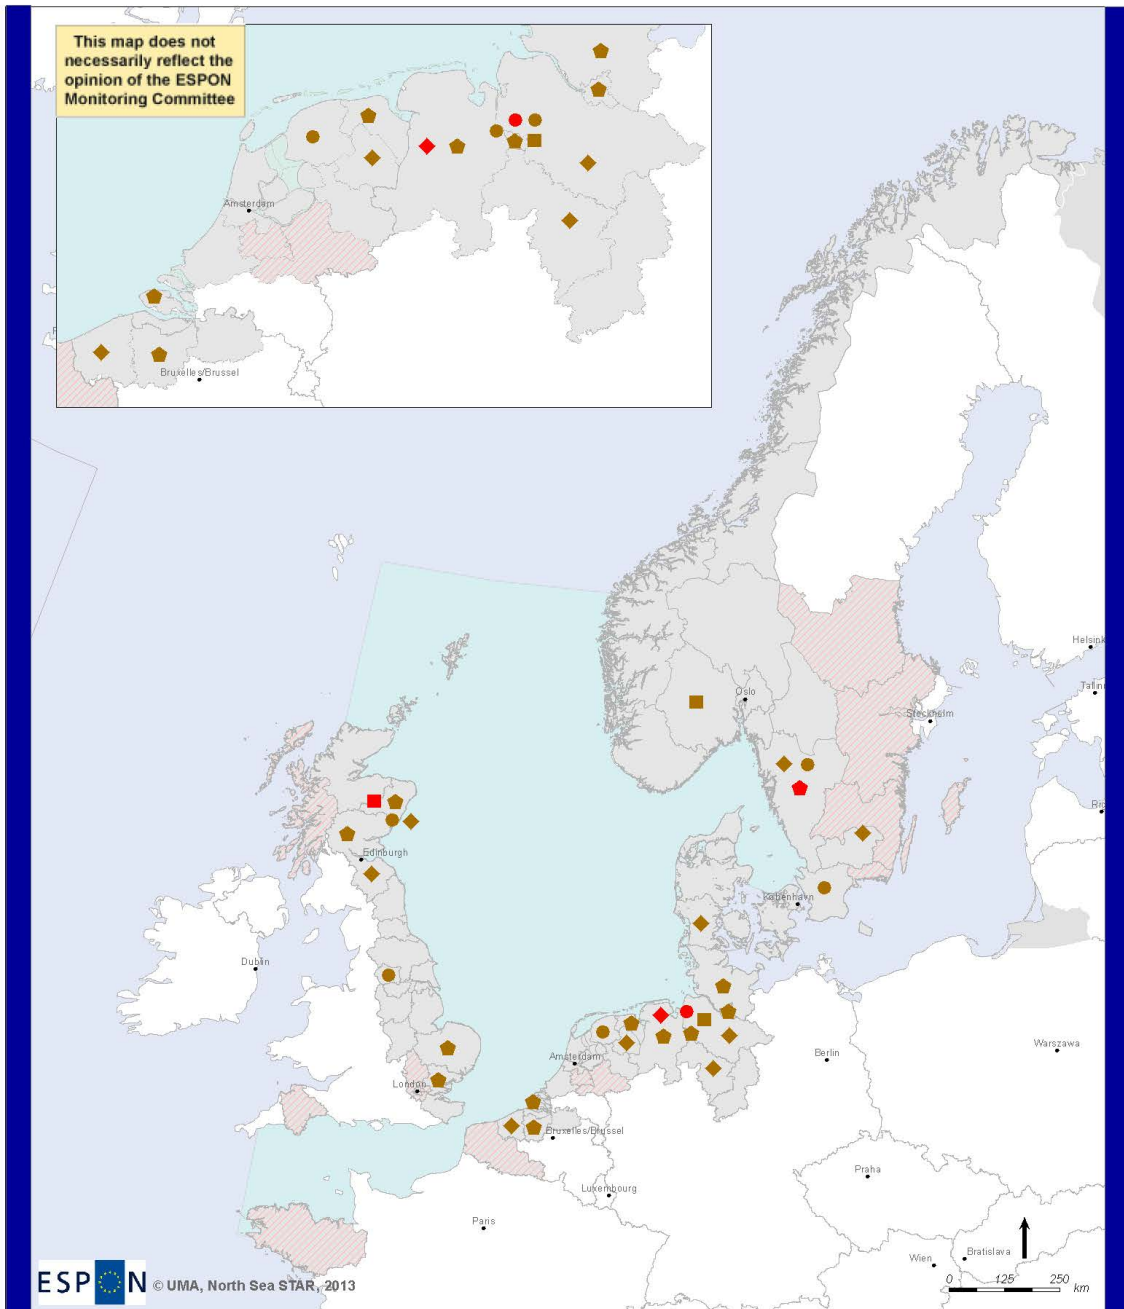 This map does not
necessarily reflect the
opinion of the ESPON
Monitoring Committee
Amsterdam
Bruxelles/Brussel
Helsink
Oslo
Tallin
Stockholm
Edinburgh
København
Dublin
Amsterdam
Berlin
Warszawa
London
Bruxelles/Brussel
Praha
Luxembourg
Paris
Wien
Bratislava
ESPON © UMA, North Sea STAR, 2013
0 125 250
km